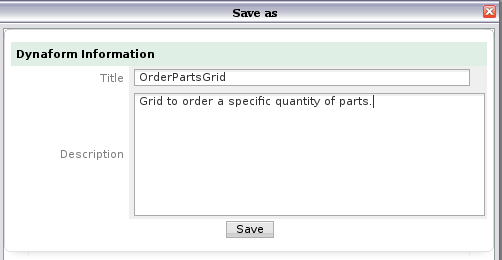 Save as
Dynaform Information
Title OrderPartsGrid
Grid to order a specific quantity of parts.
Description
Save